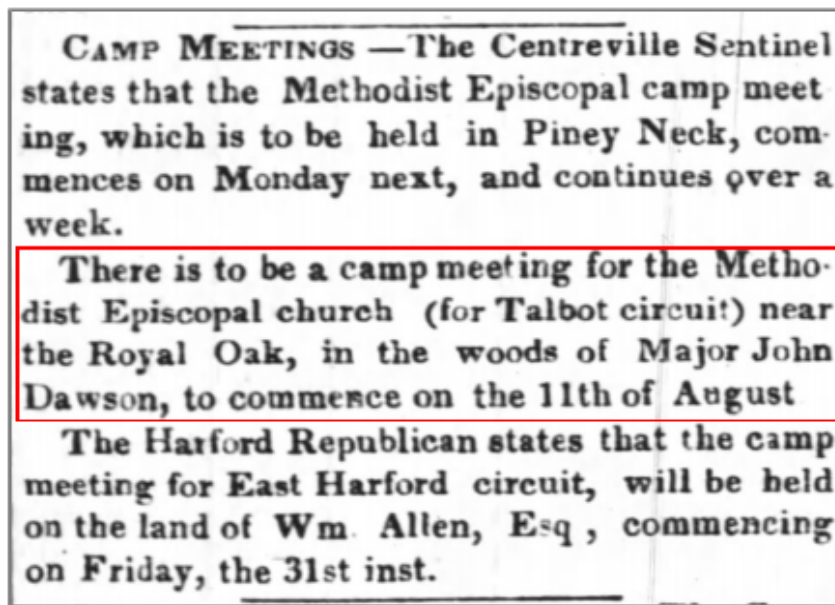 CAMP MEETINGS —The Centreville Sentinel
states that the Methodist Episcopal camp meet
ing, which is to be held in Piney Neck, com-
mences on Monday next, and continues over a
week.
There is to be a camp meeting for the Metho-
dist Episcopal church (for Talbot circuit) near
the Royal Oak, in the woods of Major John
Dawson, to commence on the 11th of August
The Harford Republican states that the camp
meeting for East Harford circuit, will be held
on the land of Wm. Allen, Esq , commencing
on Friday, the 31st inst.